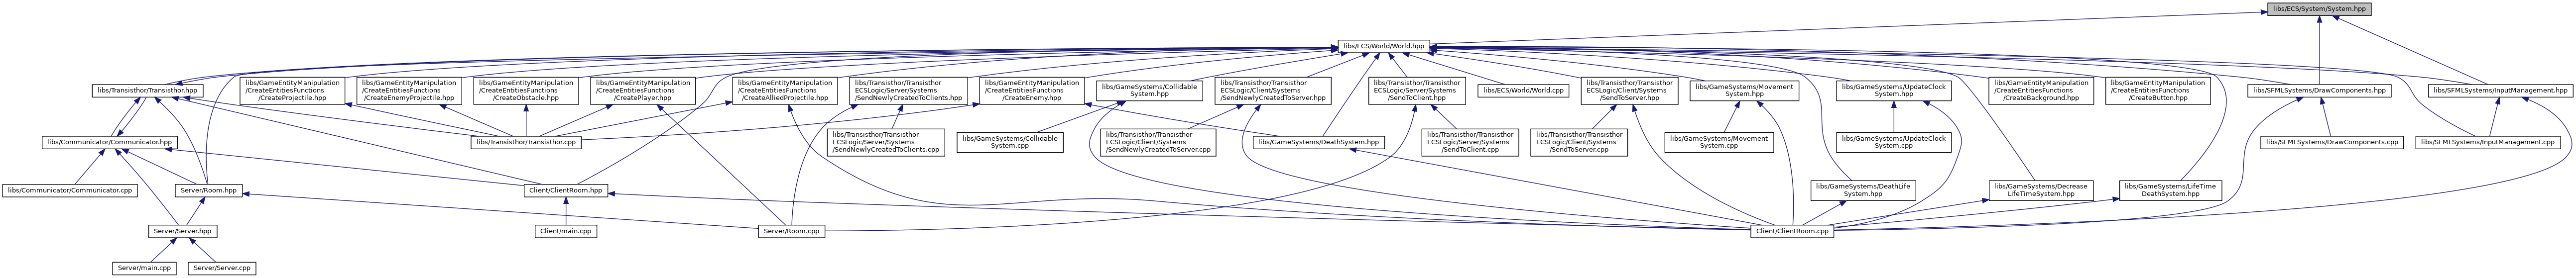 libs/ECS/System/System.hpp
libs/ECS/World/World.hpp
libs/Transisthor/Transisthor.hpp
libs/GameEntityManipulation
/CreateEntitiesFunctions
/CreateProjectile.hpp
libs/GameEntityManipulation
/CreateEntitiesFunctions
/CreateEnemyProjectile.hpp
libs/GameEntityManipulation
/CreateEntitiesFunctions
/CreateObstacle.hpp
libs/GameEntityManipulation
/CreateEntitiesFunctions
/CreatePlayer.hpp
libs/GameEntityManipulation
/CreateEntitiesFunctions
/CreateAlliedProjectile.hpp
libs/Transisthor/Transisthor
ECSLogic/Server/Systems
/SendNewlyCreatedToClients.hpp
libs/GameEntityManipulation
/CreateEntitiesFunctions
/CreateEnemy.hpp
libs/GameSystems/Collidable
System.hpp
libs/Transisthor/Transisthor
ECSLogic/Client/Systems
/SendNewlyCreatedToServer.hpp
libs/Transisthor/Transisthor
ECSLogic/Server/Systems
/SendToClient.hpp
libs/ECS/World/World.cpp
libs/Transisthor/Transisthor
ECSLogic/Client/Systems
/SendToServer.hpp
libs/GameSystems/Movement
System.hpp
libs/GameSystems/UpdateClock
System.hpp
libs/GameEntityManipulation
/CreateEntitiesFunctions
/CreateBackground.hpp
libs/GameEntityManipulation
/CreateEntitiesFunctions
/CreateButton.hpp
libs/SFMLSystems/DrawComponents.hpp
libs/SFMLSystems/InputManagement.hpp
libs/Communicator/Communicator.hpp
libs/Transisthor/Transisthor.cpp
libs/Transisthor/Transisthor
ECSLogic/Server/Systems
/SendNewlyCreatedToClients.cpp
libs/GameSystems/Collidable
System.cpp
libs/Transisthor/Transisthor
ECSLogic/Client/Systems
/SendNewlyCreatedToServer.cpp
libs/GameSystems/DeathSystem.hpp
libs/Transisthor/Transisthor
ECSLogic/Server/Systems
/SendToClient.cpp
libs/Transisthor/Transisthor
ECSLogic/Client/Systems
/SendToServer.cpp
libs/GameSystems/Movement
System.cpp
libs/GameSystems/UpdateClock
System.cpp
libs/SFMLSystems/DrawComponents.cpp
libs/SFMLSystems/InputManagement.cpp
libs/Communicator/Communicator.cpp
Server/Room.hpp
Client/ClientRoom.hpp
libs/GameSystems/DeathLife
System.hpp
libs/GameSystems/Decrease
LifeTimeSystem.hpp
libs/GameSystems/LifeTime
DeathSystem.hpp
Server/Server.hpp
Client/main.cpp
Server/Room.cpp
Client/ClientRoom.cpp
Server/main.cpp
Server/Server.cpp